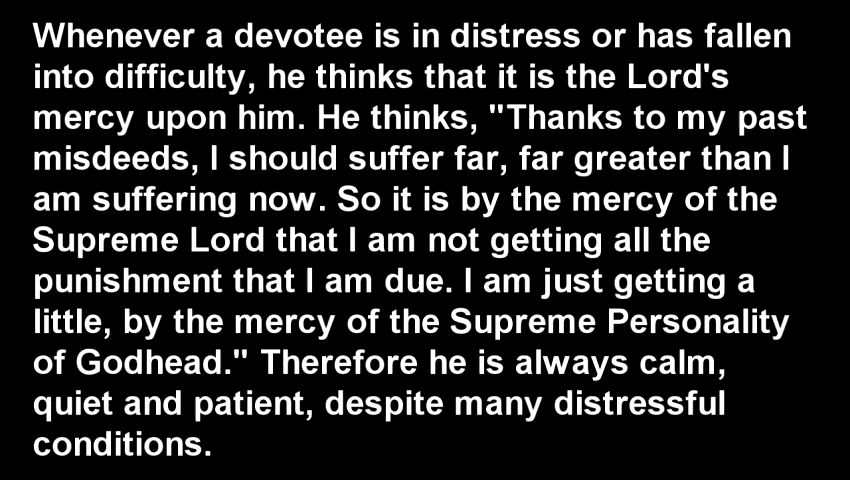 Whenever a devotee is in distress or has fallen
into difficulty, he thinks that it is the Lord's
mercy upon him. He thinks, "Thanks to my past
misdeeds, I should suffer far, far greater than I
am suffering now. So it is by the mercy of the
Supreme Lord that I am not getting all the
punishment that I am due. I am just getting a
little, by the mercy of the Supreme Personality
of Godhead." Therefore he is always calm,
quiet and patient, despite many distressful
conditions.